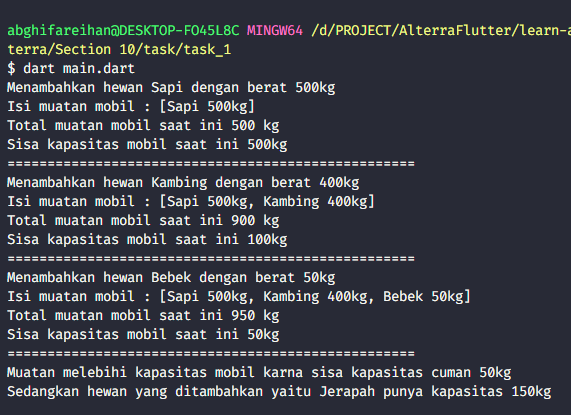 abghifareihan@DESKTOP-FO45L8C MINGW64 /d/PROJECT/AlterraFlutter/learn-a
terra/Section 10/task/task_1
$ dart main.dart
Menambahkan hewan Sapi dengan berat 500kg
Isi muatan mobil : [Sapi 500kg]
Total muatan mobil saat ini 500 kg
Sisa kapasitas mobil saat ini 500kg
===================================================
Menambahkan hewan Kambing dengan berat 400kg
Isi muatan mobil : [Sapi 500kg, Kambing 400kg]
Total muatan mobil saat ini 900 kg
Sisa kapasitas mobil saat ini 100kg
===================================================
Menambahkan hewan Bebek dengan berat 50kg
Isi muatan mobil : [Sapi 500kg, Kambing 400kg, Bebek 50kg]
Total muatan mobil saat ini 950 kg
Sisa kapasitas mobil saat ini 50kg
===================================================
Muatan melebihi kapasitas mobil karna sisa kapasitas cuman 50kg
Sedangkan hewan yang ditambahkan yaitu Jerapah punya kapasitas 150kg